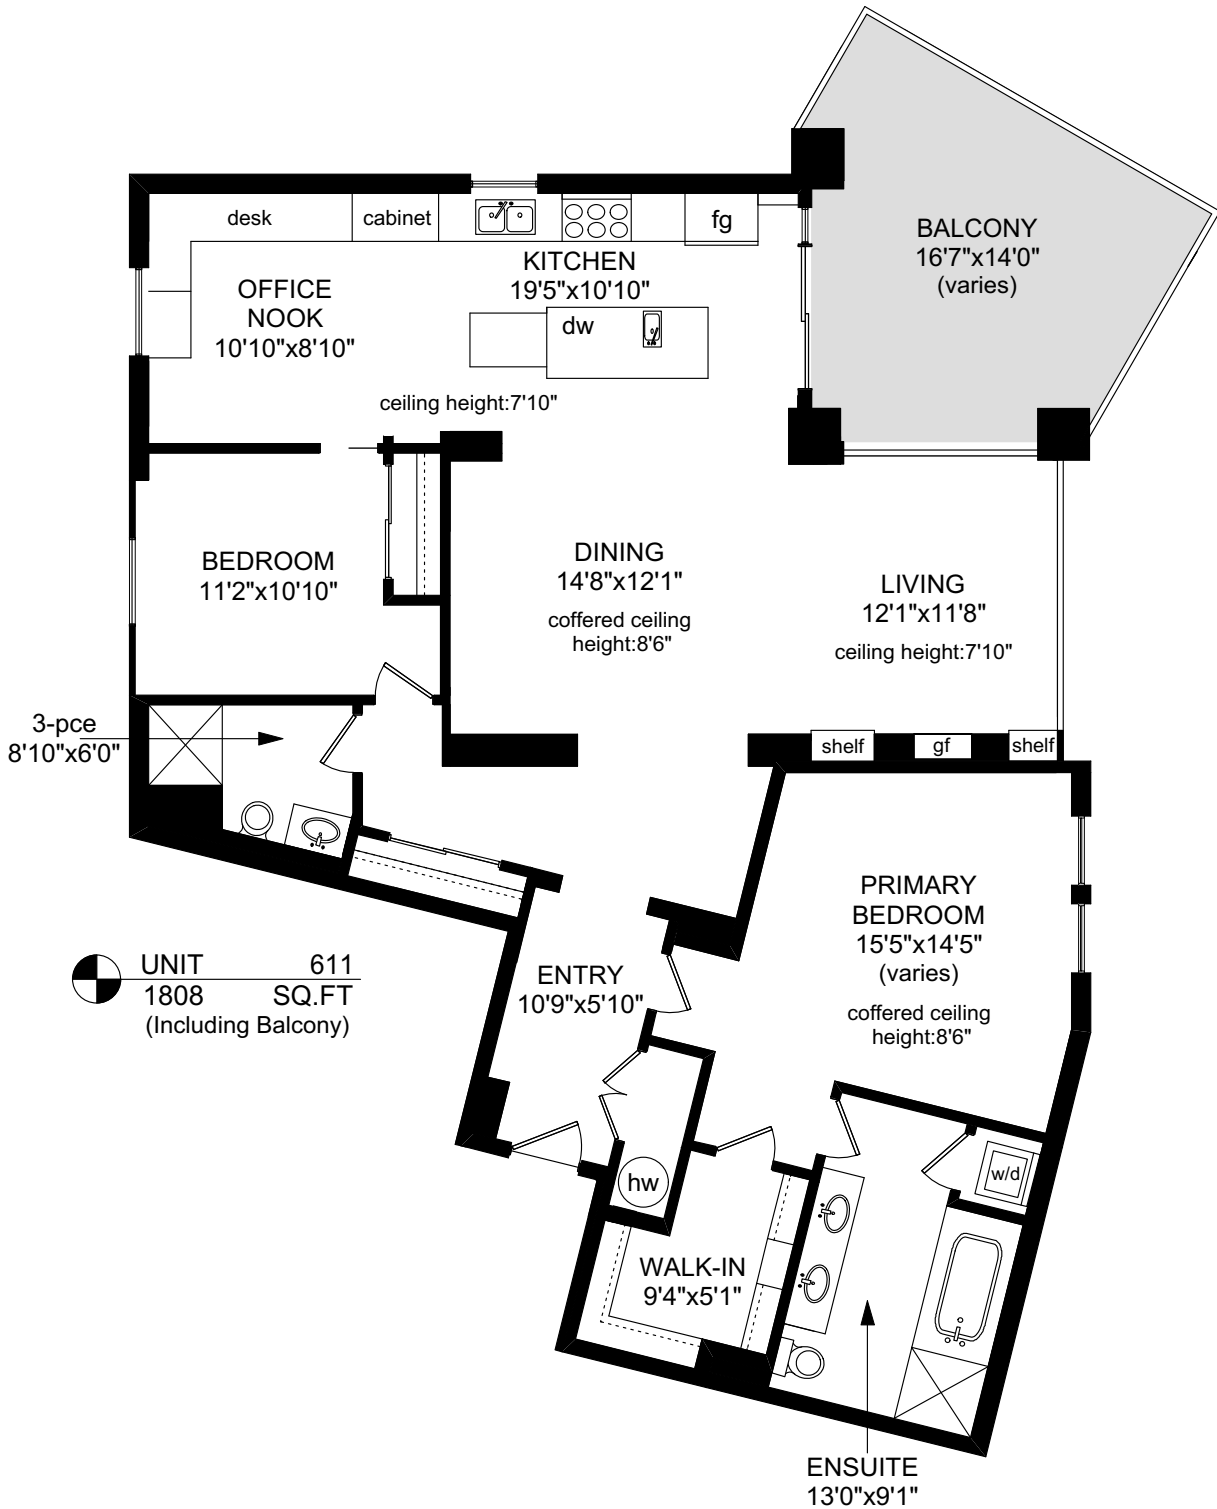 desk
cabinet
fg
BALCONY
16'7"x14'0"
(varies)
KITCHEN
19'5"x10'10"
OFFICE
NOOK
10'10"x8'10"
dw
ceiling height:7'10"
BEDROOM
11'2"x10'10"
DINING
14'8"x12'1"
coffered ceiling
height:8'6"
LIVING
12'1"x11'8"
ceiling height:7'10"
3-pce
8'10"x6'0"
shelf
gf
shelf
PRIMARY
BEDROOM
15'5"x14'5"
(varies)
coffered ceiling
height:8'6"
UNIT 611
1808 SQ.FT
(Including Balcony)
ENTRY
10'9"x5'10"
hw
w/d
WALK-IN
9'4"x5'1"
ENSUITE
13'0"x9'1"